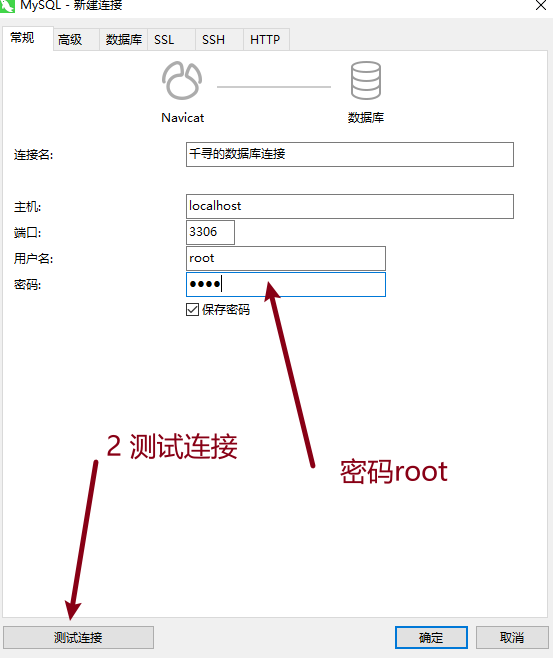 MySQL - 新建连接
常规 高级 数据库 SSL SSH HTTP
Navicat 数据库
连接名: 千寻的数据库连接
主机: localhost
端口: 3306
用户名: root
密码: ●●●●
保存密码
2 测试连接
密码root
测试连接 确定 取消